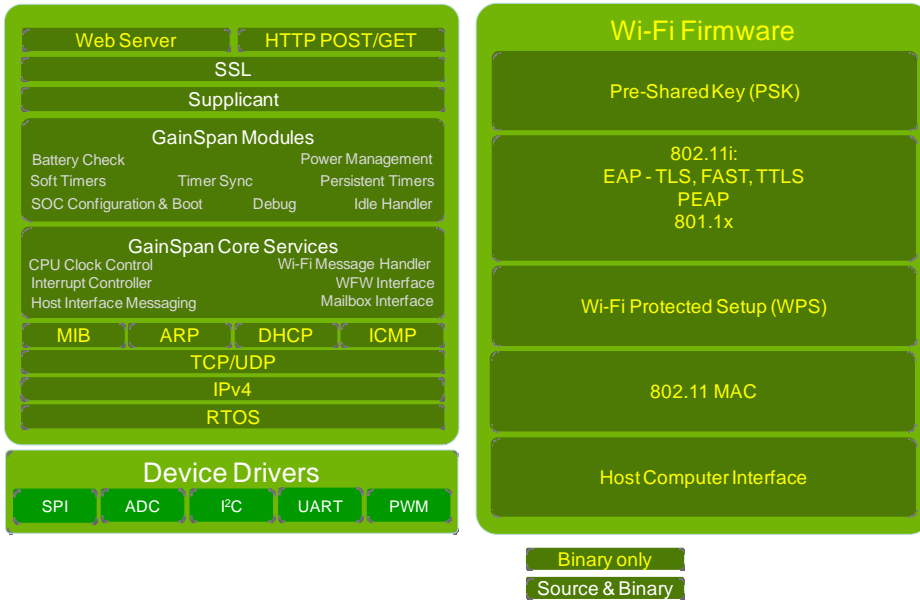 Web Server HTTP POST/GET
SSL
Supplicant
GainSpan Modules
Battery Check Power Management
Soft Timers Timer Sync Persistent Timers
SOC Configuration & Boot Debug Idle Handler
GainSpan Core Services
CPU Clock Control Wi-Fi Message Handler
Interrupt Controller WFW Interface
Host Interface Messaging Mailbox Interface
MIB ARP DHCP ICMP
TCP/UDP
IPv4
RTOS
Device Drivers
SPI ADC I²C UART PWM
Wi-Fi Firmware
Pre-Shared Key (PSK)
802.11i:
EAP - TLS, FAST, TTLS
PEAP
801.1x
Wi-Fi Protected Setup (WPS)
802.11 MAC
Host Computer Interface
Binary only
Source & Binary